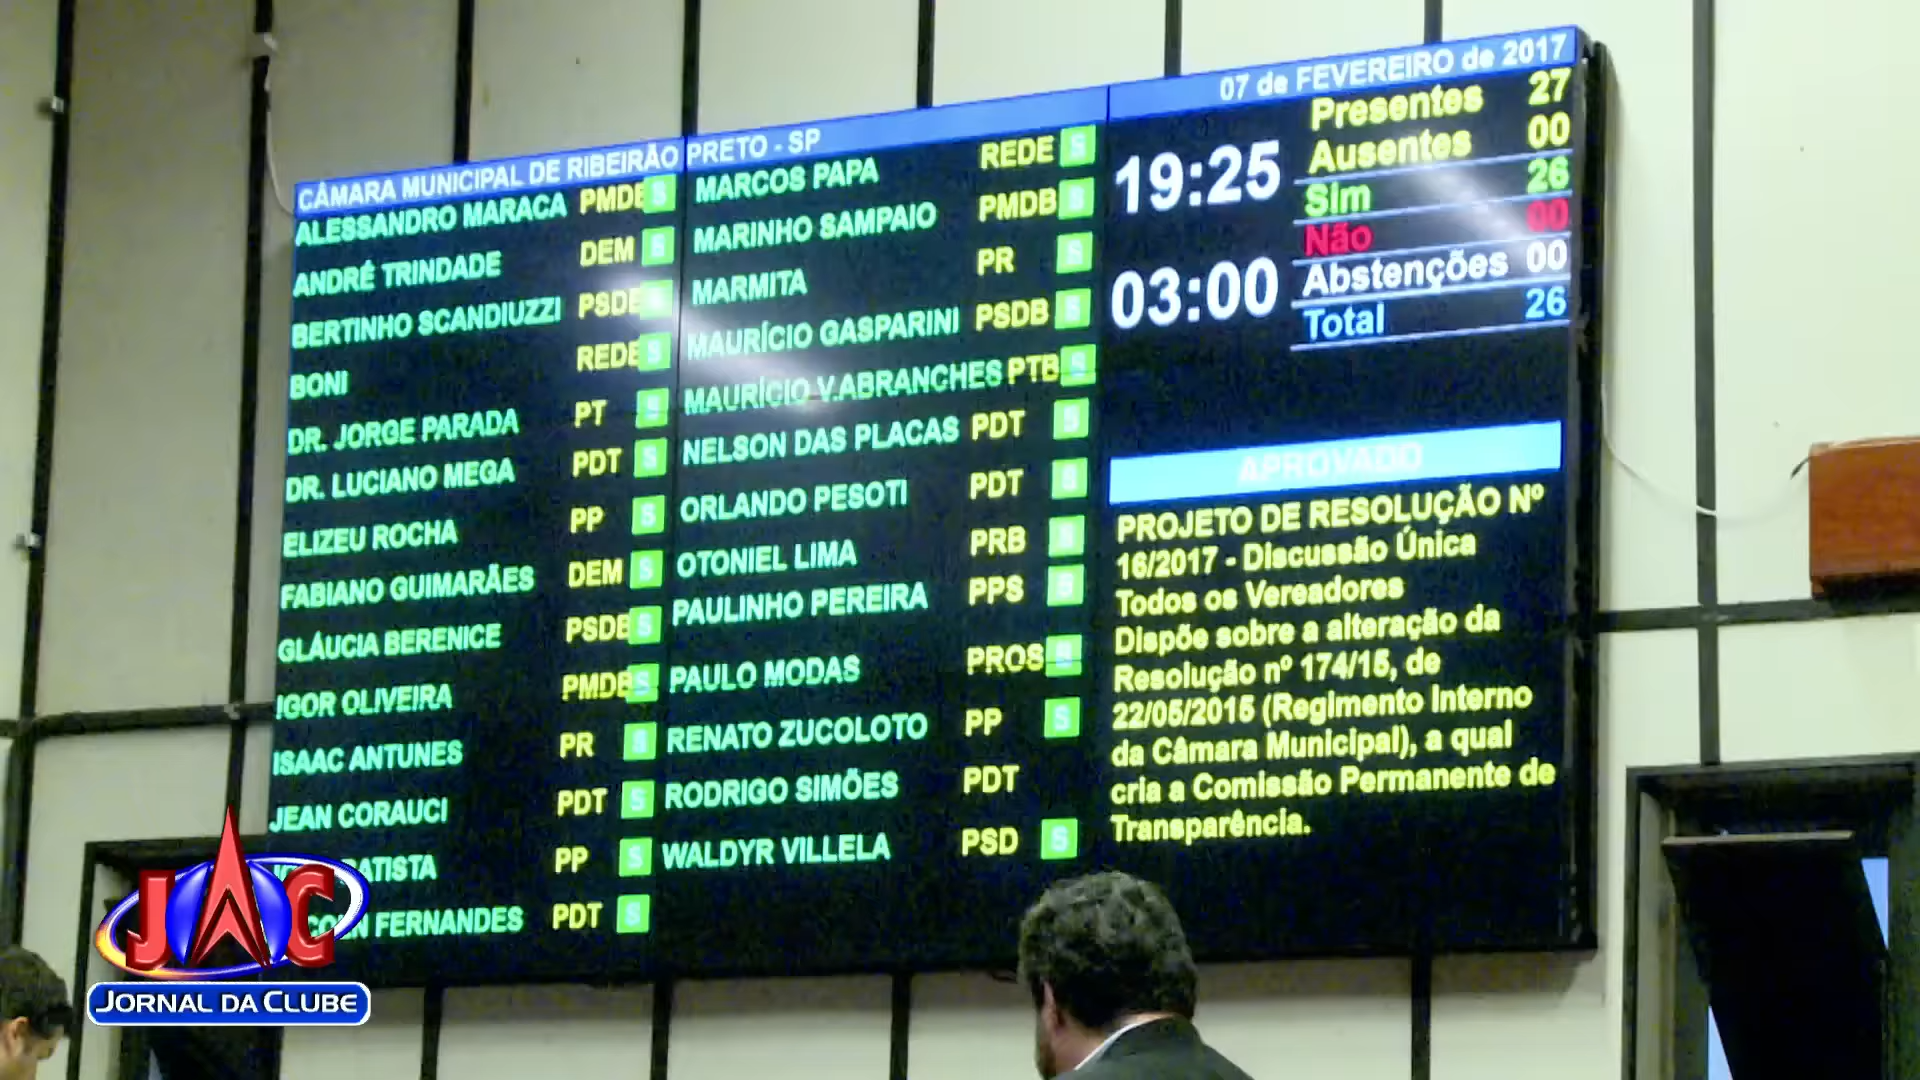 CÂMARA MUNICIPAL DE RIBEIRÃO PRETO - SP
07 de FEVEREIRO de 2017
ALESSANDRO MARACA PMDB S
ANDRÉ TRINDADE DEM S
BERTINHO SCANDIUZZI PSDB S
BONI REDE S
DR. JORGE PARADA PT S
DR. LUCIANO MEGA PDT S
ELIZEU ROCHA PP S
FABIANO GUIMARÃES DEM S
GLÁUCIA BERENICE PSDB S
IGOR OLIVEIRA PMDB S
ISAAC ANTUNES PR S
JEAN CORAUCI PDT S
BATISTA PP S
FERNANDES PDT S
MARCOS PAPA REDE S
MARINHO SAMPAIO PMDB S
MARMITA PR S
MAURÍCIO GASPARINI PSDB S
MAURÍCIO V.ABRANCHES PTB S
NELSON DAS PLACAS PDT S
ORLANDO PESOTI PDT S
OTONIEL LIMA PRB S
PAULINHO PEREIRA PPS S
PAULO MODAS PROS S
RENATO ZUCOLOTO PP S
RODRIGO SIMÕES PDT
WALDYR VILLELA PSD S
19:25
03:00
Presentes 27
Ausentes 00
Sim 26
Não 00
Abstenções 00
Total 26
APROVADO
PROJETO DE RESOLUÇÃO Nº
16/2017 - Discussão Única
Todos os Vereadores
Dispõe sobre a alteração da
Resolução nº 174/15, de
22/05/2015 (Regimento Interno
da Câmara Municipal), a qual
cria a Comissão Permanente de
Transparência.
JAC
JORNAL DA CLUBE